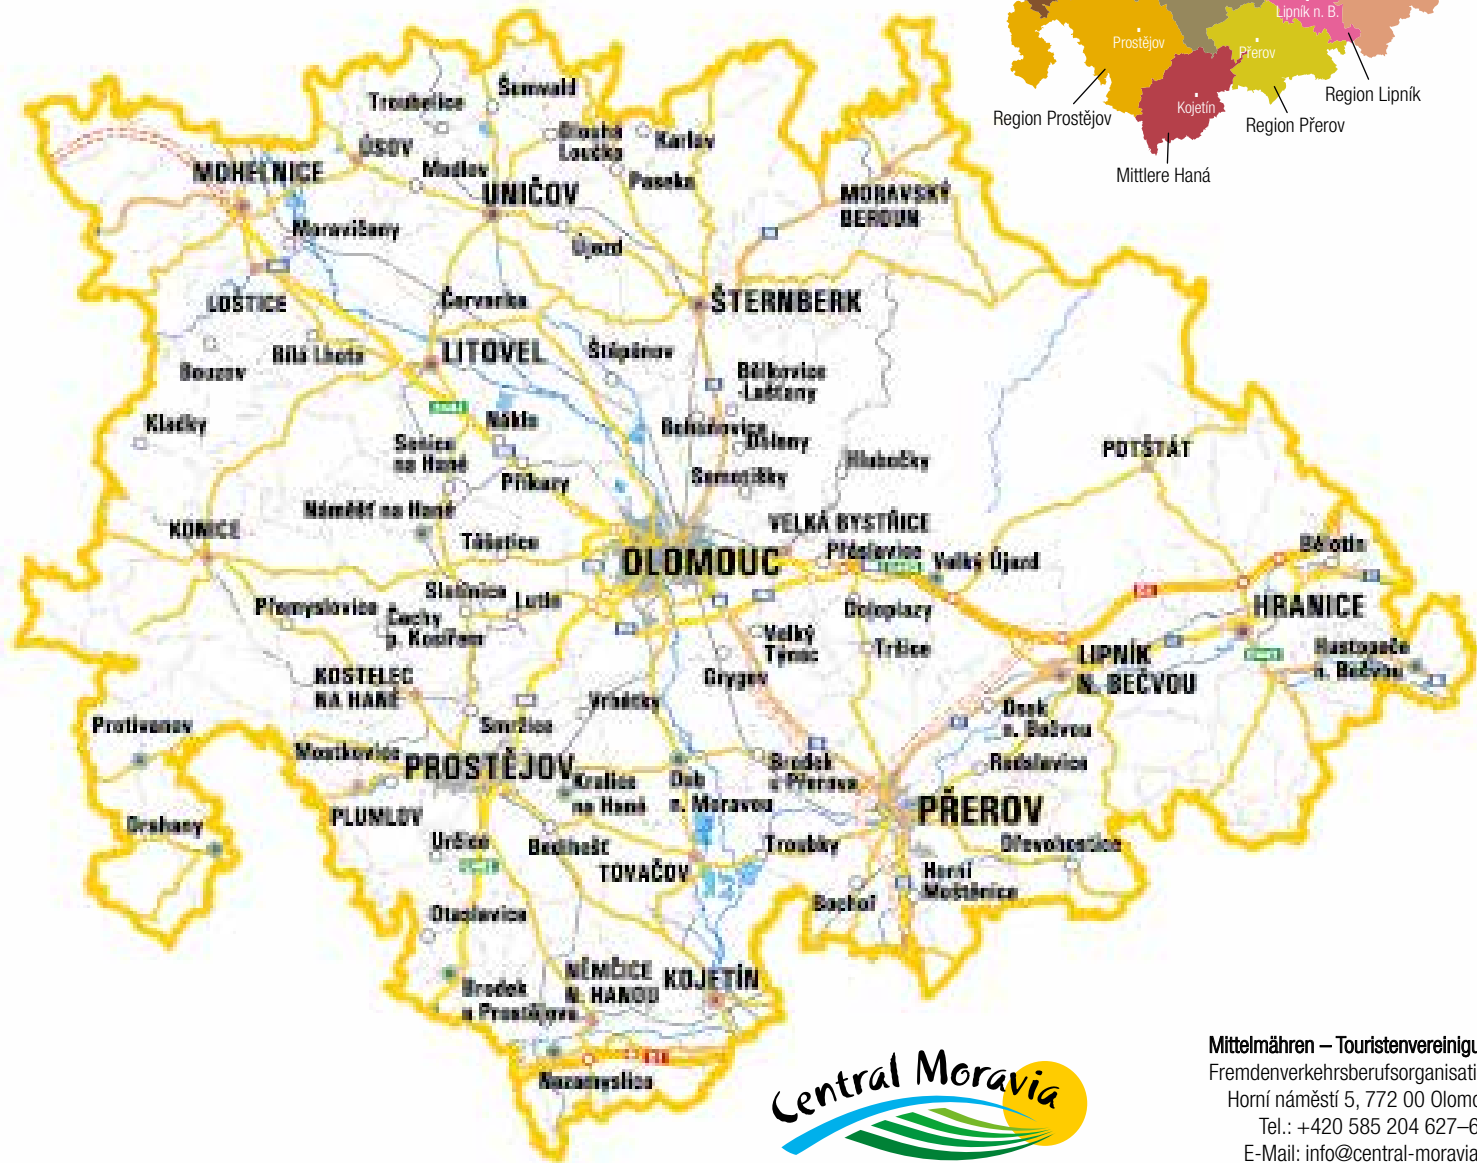 Lipník n. B.
Prostějov
Přerov
Kojetín
Region Prostějov
Region Lipník
Region Přerov
Mittlere Haná
Šumvald
Troubelice
Dlouhá
Loučka
Karlov
ÚSOV
Medlov
Paseka
MOHELNICE
UNIČOV
MORAVSKÝ
BEROUN
Moravičany
Újezd
LOŠTICE
Červenka
ŠTERNBERK
Bílá Lhota
LITOVEL
Štěpánov
Bouzov
Bělkovice
-Lašťany
Kladky
Náklo
Bohuňovice
Dolany
Senice
na Hané
Hlubočky
POTŠTÁT
Příkazy
Samotišky
Náměšť na Hané
KONICE
Těšetice
VELKÁ BYSTŘICE
OLOMOUC
Přáslavice
Velký Újezd
Bělotín
Slatinice
Lutín
Přemyslovice
Čechy
p. Kosířem
Doloplazy
HRANICE
Velký
Týnec
Tršice
LIPNÍK
N. BEČVOU
Hustopeče
n. Bečvou
KOSTELEC
NA HANÉ
Grygov
Vrbátky
Smržice
Osek
n. Bečvou
Protivanov
Mostkovice
PROSTĚJOV
Brodek
u Přerova
Radslavice
Kralice
na Hané
Dub
n. Moravou
PLUMLOV
PŘEROV
Drahany
Určice
Bedihošť
Troubky
Dřevohostice
TOVAČOV
Horní
Moštěnice
Bochoř
Otaslavice
NĚMČICE
N. HANOU
KOJETÍN
Brodek
u Prostějova
Nezamyslice
Central Moravia
Mittelmähren – Touristenvereinigu
Fremdenverkehrsberufsorganisati
Horní náměstí 5, 772 00 Olomo
Tel.: +420 585 204 627–6
E-Mail: info@central-moravia